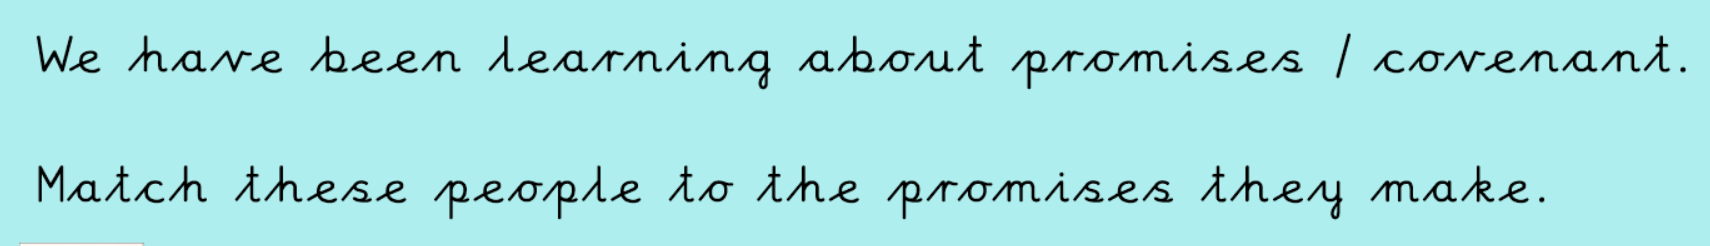 We have been learning about promises / covenant.
Match these people to the promises they make.